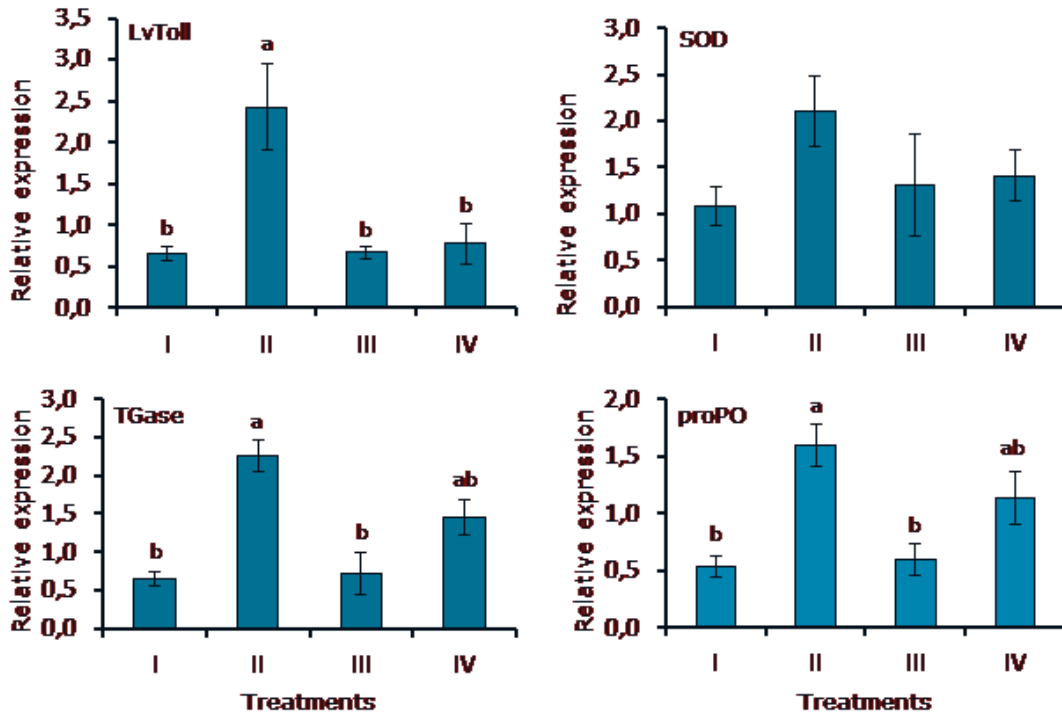 LvToll
Relative expression
3,5
3,0
2,5
2,0
1,5
1,0
0,5
0,0
b
a
b
b
I II III IV
SOD
Relative expression
3,0
2,5
2,0
1,5
1,0
0,5
0,0
I II III IV
TGase
Relative expression
3,0
2,5
2,0
1,5
1,0
0,5
0,0
b
a
b
ab
I II III IV
Treatments
proPO
Relative expression
2,0
1,5
1,0
0,5
0,0
b
a
b
ab
I II III IV
Treatments